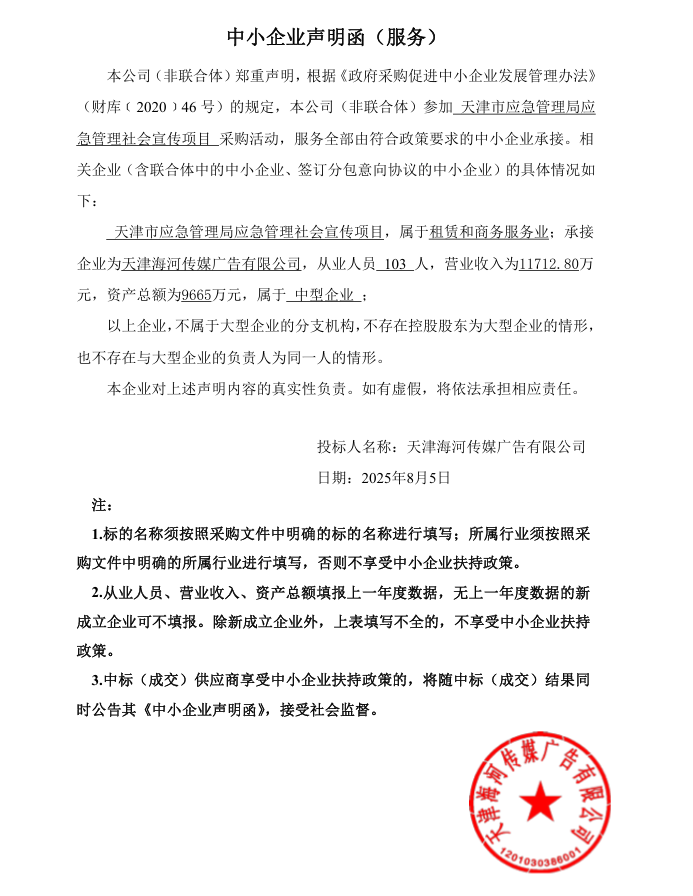 中小企业声明函（服务）
本公司（非联合体）郑重声明，根据《政府采购促进中小企业发展管理办法》
（财库﹝2020﹞46 号）的规定，本公司（非联合体）参加 天津市应急管理局应
急管理社会宣传项目 采购活动，服务全部由符合政策要求的中小企业承接。相
关企业（含联合体中的中小企业、签订分包意向协议的中小企业）的具体情况如
下：
天津市应急管理局应急管理社会宣传项目，属于租赁和商务服务业；承接
企业为天津海河传媒广告有限公司，从业人员 103 人，营业收入为11712.80万
元，资产总额为9665万元，属于 中型企业 ；
以上企业，不属于大型企业的分支机构，不存在控股股东为大型企业的情形，
也不存在与大型企业的负责人为同一人的情形。
本企业对上述声明内容的真实性负责。如有虚假，将依法承担相应责任。
投标人名称：天津海河传媒广告有限公司
日期：2025年8月5日
注：
1.标的名称须按照采购文件中明确的标的名称进行填写；所属行业须按照采
购文件中明确的所属行业进行填写，否则不享受中小企业扶持政策。
2.从业人员、营业收入、资产总额填报上一年度数据，无上一年度数据的新
成立企业可不填报。除新成立企业外，上表填写不全的，不享受中小企业扶持
政策。
3.中标（成交）供应商享受中小企业扶持政策的，将随中标（成交）结果同
时公告其《中小企业声明函》，接受社会监督。
天津海河传媒广告有限公司
1201030386001